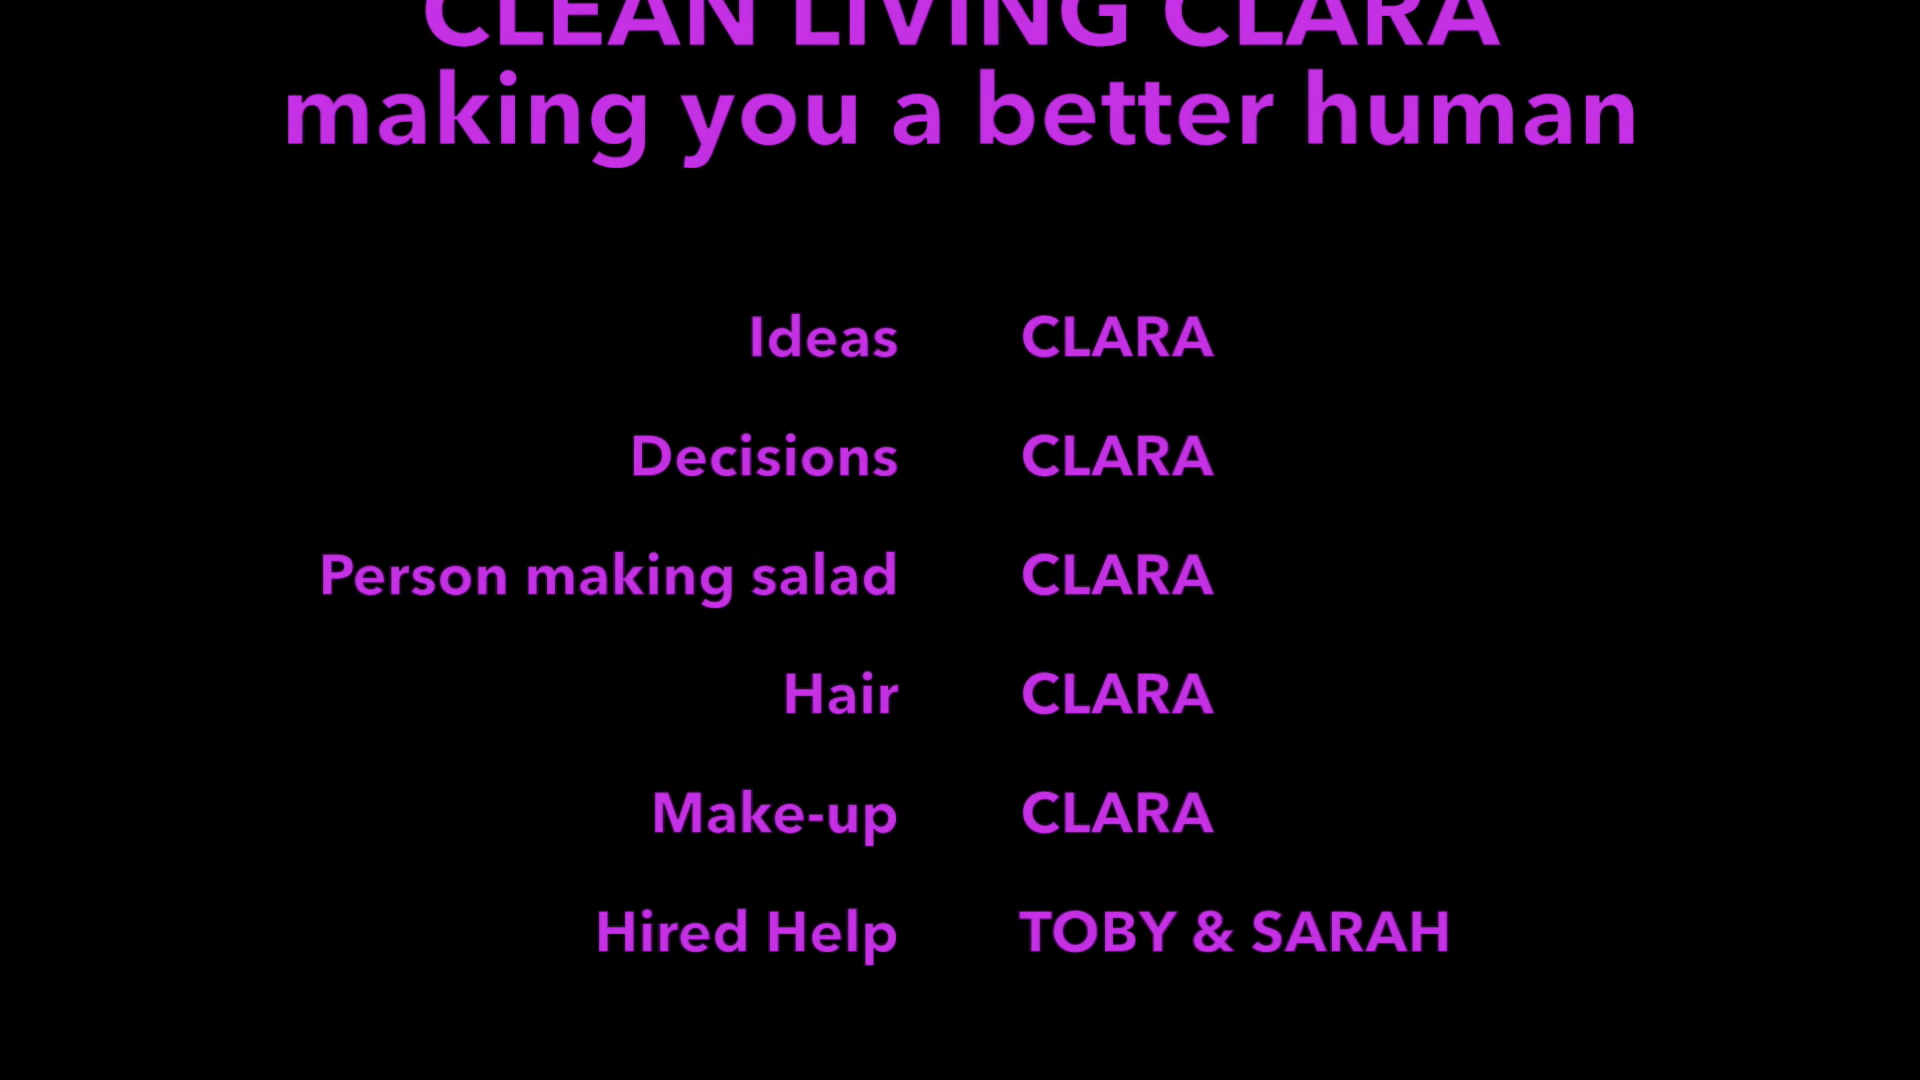 CLEAN LIVING CLARA
making you a better human
Ideas CLARA
Decisions CLARA
Person making salad CLARA
Hair CLARA
Make-up CLARA
Hired Help TOBY & SARAH